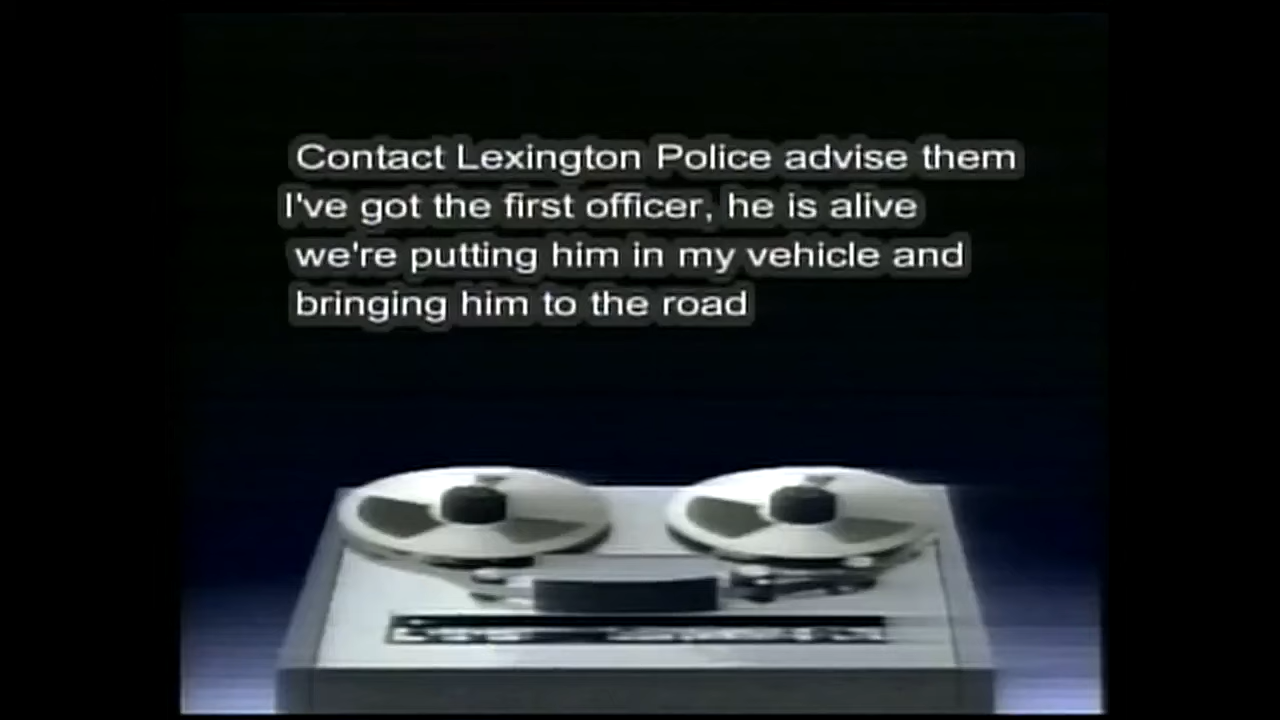 Contact Lexington Police advise them
I've got the first officer, he is alive
we're putting him in my vehicle and
bringing him to the road